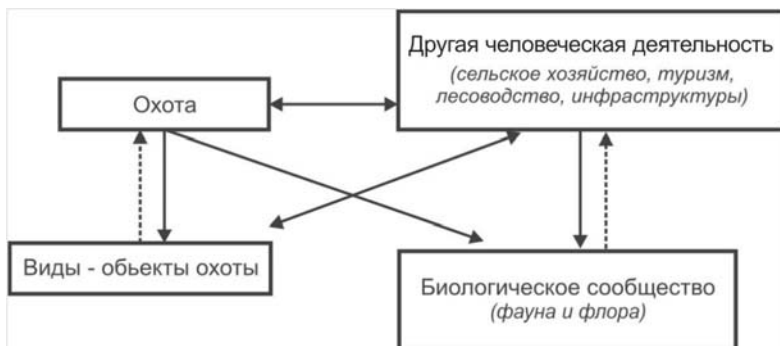 Другая человеческая деятельность
(сельское хозяйство, туризм,
лесоводство, инфраструктуры)
Охота
Виды - обьекты охоты
Биологическое сообщество
(фауна и флора)